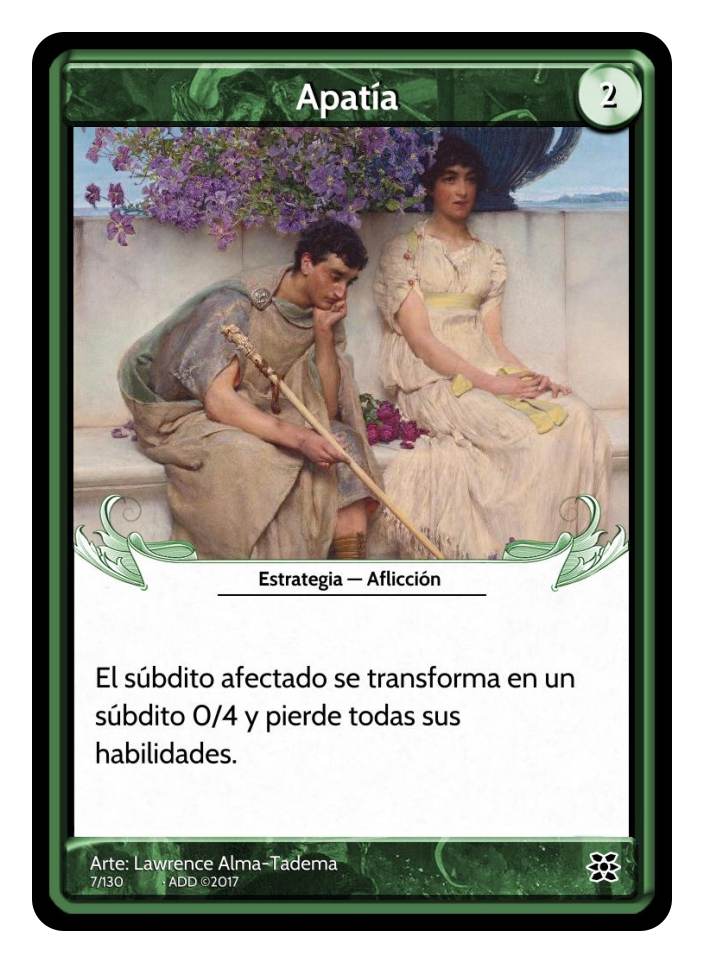 Apatía
2
Estrategia — Aflicción
El súbdito afectado se transforma en un
súbdito 0/4 y pierde todas sus
habilidades.
Arte: Lawrence Alma-Tadema
7/130 · ADD ©2017